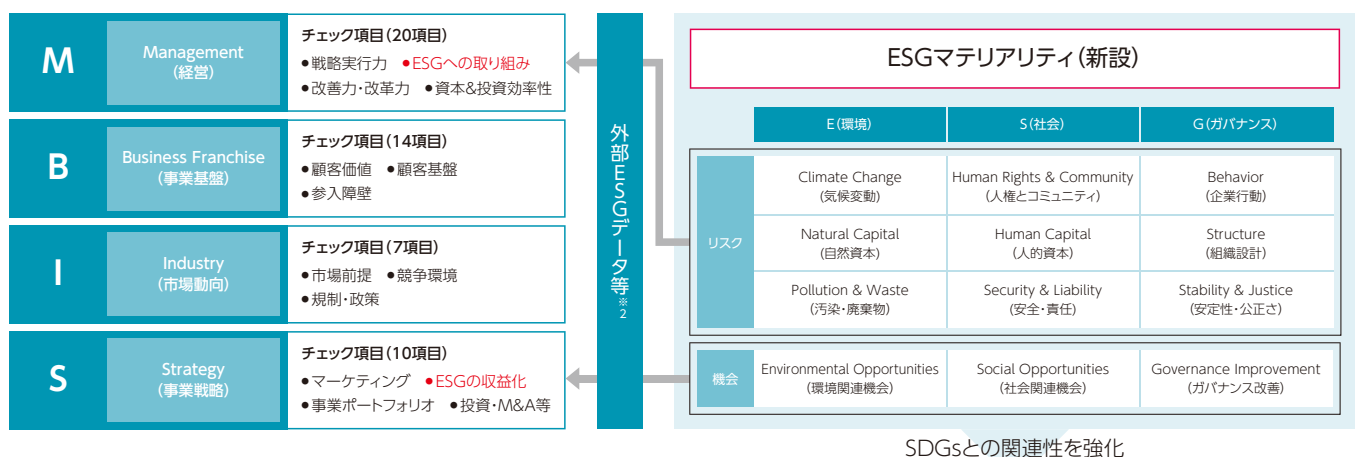 M
Management
(経営)
チェック項目(20項目)
●戦略実行力 ●ESGへの取り組み
●改善力・改革力 ●資本&投資効率性
B
Business Franchise
(事業基盤)
チェック項目(14項目)
●顧客価値 ●顧客基盤
●参入障壁
I
Industry
(市場動向)
チェック項目(7項目)
●市場前提 ●競争環境
●規制・政策
S
Strategy
(事業戦略)
チェック項目(10項目)
●マーケティング ●ESGの収益化
●事業ポートフォリオ ●投資・M&A等
外部ESGデータ等※2
ESGマテリアリティ(新設)
E(環境) S(社会) G(ガバナンス)
リスク
Climate Change
(気候変動)
Human Rights & Community
(人権とコミュニティ)
Behavior
(企業行動)
Natural Capital
(自然資本)
Human Capital
(人的資本)
Structure
(組織設計)
Pollution & Waste
(汚染・廃棄物)
Security & Liability
(安全・責任)
Stability & Justice
(安定性・公正さ)
機会
Environmental Opportunities
(環境関連機会)
Social Opportunities
(社会関連機会)
Governance Improvement
(ガバナンス改善)
SDGsとの関連性を強化